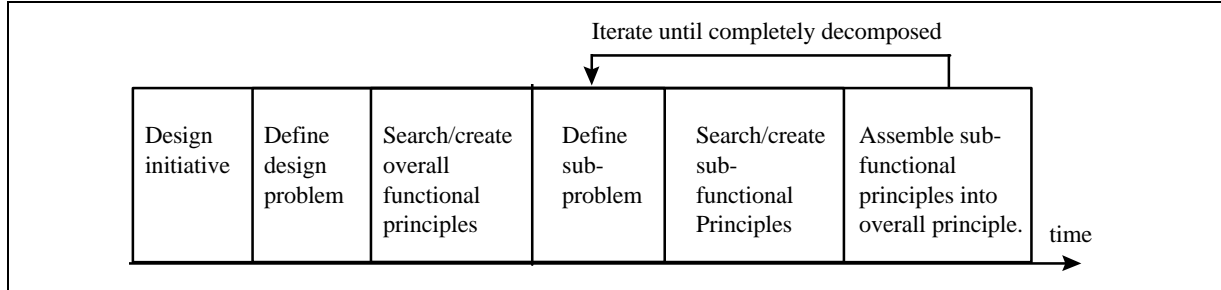 Iterate until completely decomposed
Design
initiative
Define
design
problem
Search/create
overall
functional
principles
Define
sub-
problem
Search/create
sub-
functional
Principles
Assemble sub-
functional
principles into
overall principle.
time